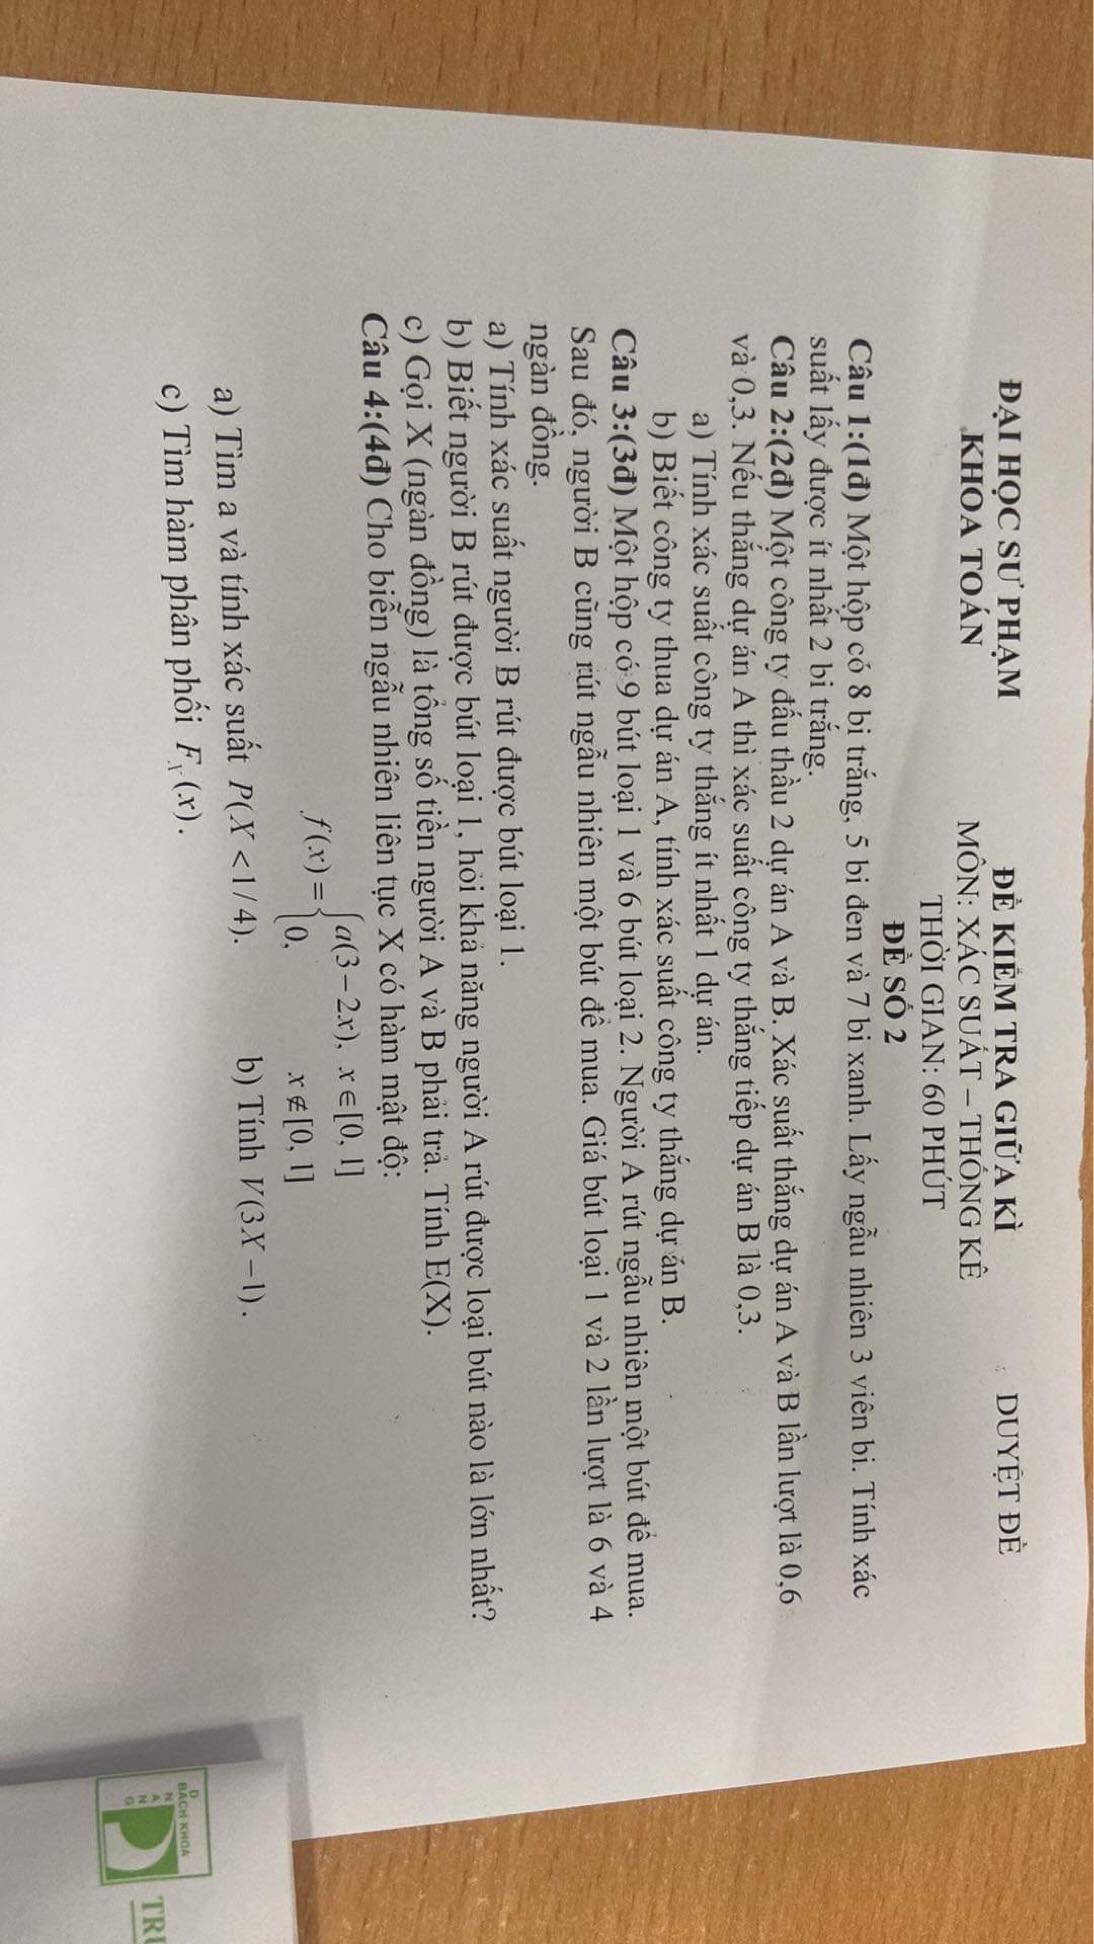 ĐẠI HỌC SƯ PHẠM
KHOA TOÁN
ĐỀ KIỂM TRA GIỮA KÌ
MÔN: XÁC SUẤT – THỐNG KÊ
THỜI GIAN: 60 PHÚT
ĐỀ SỐ 2
DUYỆT ĐỀ
Câu 1:(1đ) Một hộp có 8 bi trắng, 5 bi đen và 7 bi xanh. Lấy ngẫu nhiên 3 viên bi. Tính xác
suất lấy được ít nhất 2 bi trắng.
Câu 2:(2đ) Một công ty đấu thầu 2 dự án A và B. Xác suất thắng dự án A và B lần lượt là 0,6
và 0,3. Nếu thắng dự án A thì xác suất công ty thắng tiếp dự án B là 0,3.
a) Tính xác suất công ty thắng ít nhất 1 dự án.
b) Biết công ty thua dự án A, tính xác suất công ty thắng dự án B.
Câu 3:(3đ) Một hộp có 9 bút loại 1 và 6 bút loại 2. Người A rút ngẫu nhiên một bút để mua.
Sau đó, người B cũng rút ngẫu nhiên một bút để mua. Giá bút loại 1 và 2 lần lượt là 6 và 4
ngàn đồng.
a) Tính xác suất người B rút được bút loại 1.
b) Biết người B rút được bút loại 1, hỏi khả năng người A rút được loại bút nào là lớn nhất?
c) Gọi X (ngàn đồng) là tổng số tiền người A và B phải trả. Tính E(X).
Câu 4:(4đ) Cho biến ngẫu nhiên liên tục X có hàm mật độ:
f(x) = { a(3 – 2x), x ∈ [0, 1]
0, x ∉ [0, 1]
a) Tìm a và tính xác suất P(X < 1/4). b) Tính V(3X – 1).
c) Tìm hàm phân phối F_X(x).
BACH KHOA
DANANG
TRƯ